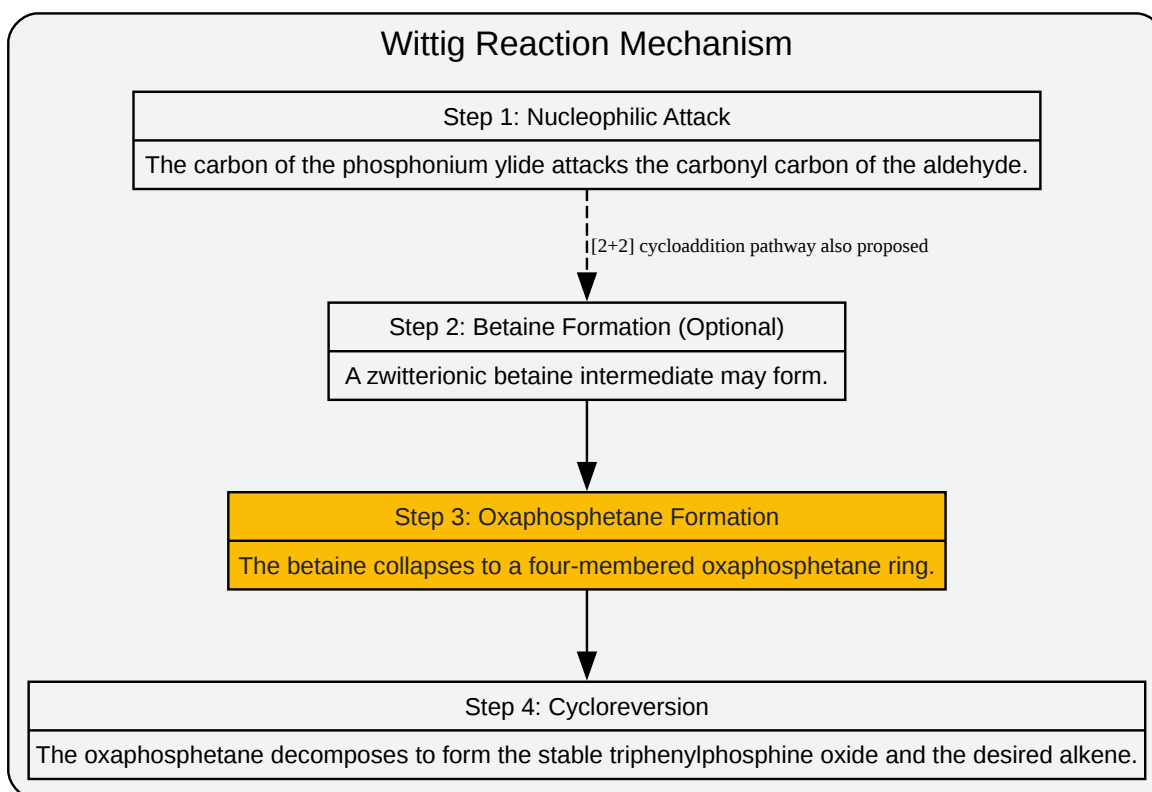 Wittig Reaction Mechanism
Step 1: Nucleophilic Attack
The carbon of the phosphonium ylide attacks the carbonyl carbon of the aldehyde.
[2+2] cycloaddition pathway also proposed
Step 2: Betaine Formation (Optional)
A zwitterionic betaine intermediate may form.
Step 3: Oxaphosphetane Formation
The betaine collapses to a four-membered oxaphosphetane ring.
Step 4: Cycloreversion
The oxaphosphetane decomposes to form the stable triphenylphosphine oxide and the desired alkene.